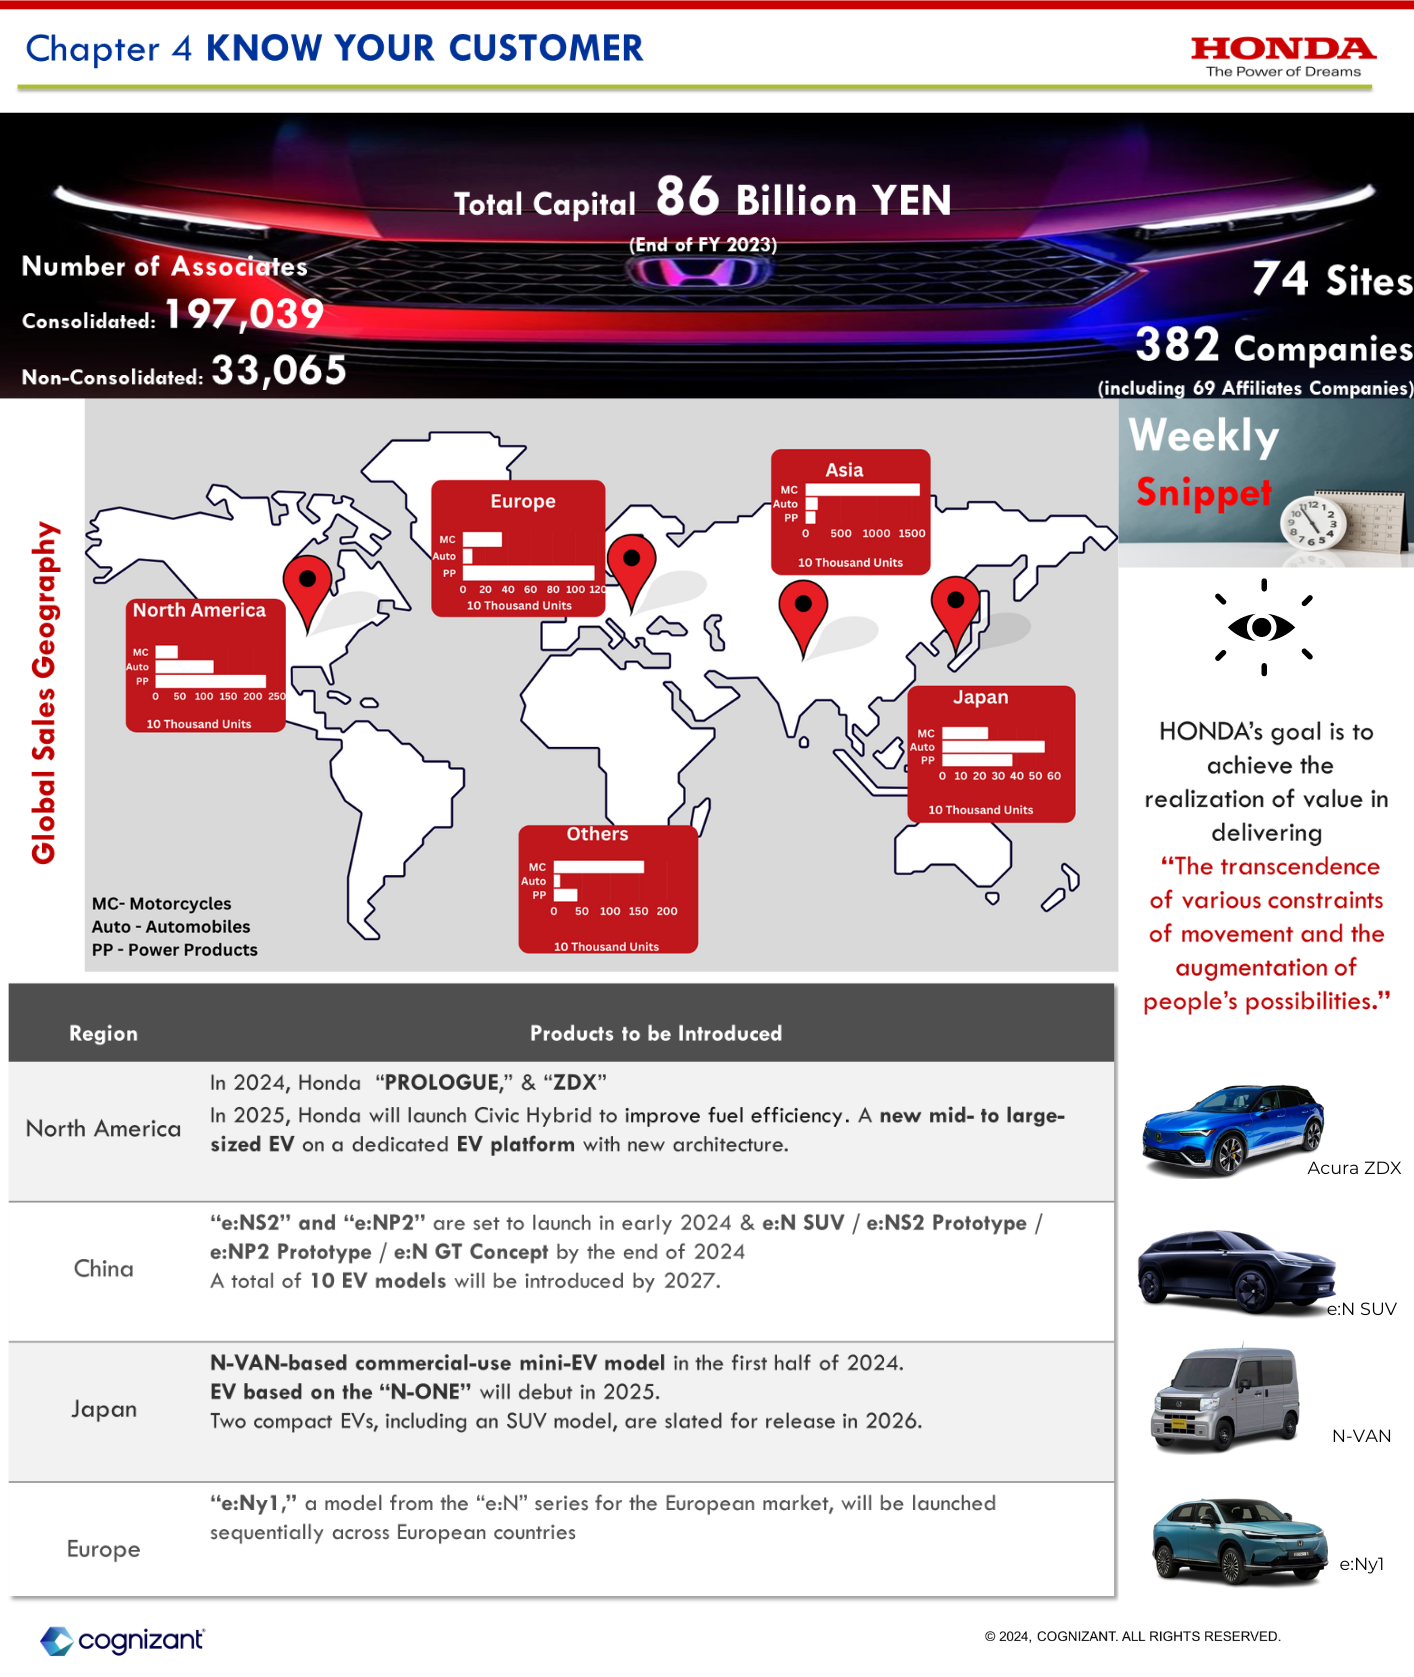 Chapter 4 KNOW YOUR CUSTOMER
HONDA
The Power of Dreams
Total Capital 86 Billion YEN
(End of FY 2023)
Number of Associates
Consolidated: 197,039
Non-Consolidated: 33,065
74 Sites
382 Companies
(including 69 Affiliates Companies)
Global Sales Geography
North America
MC
Auto
PP
0 50 100 150 200 250
10 Thousand Units
Europe
MC
Auto
PP
0 20 40 60 80 100 120
10 Thousand Units
Asia
MC
Auto
PP
0 500 1000 1500
10 Thousand Units
Japan
MC
Auto
PP
0 10 20 30 40 50 60
10 Thousand Units
Others
MC
Auto
PP
0 50 100 150 200
10 Thousand Units
MC- Motorcycles
Auto - Automobiles
PP - Power Products
Weekly
Snippet
HONDA’s goal is to
achieve the
realization of value in
delivering
“The transcendence
of various constraints
of movement and the
augmentation of
people’s possibilities.”
Region Products to be Introduced
North America
In 2024, Honda “PROLOGUE,” & “ZDX”
In 2025, Honda will launch Civic Hybrid to improve fuel efficiency. A new mid- to large-
sized EV on a dedicated EV platform with new architecture.
China
“e:NS2” and “e:NP2” are set to launch in early 2024 & e:N SUV / e:NS2 Prototype /
e:NP2 Prototype / e:N GT Concept by the end of 2024
A total of 10 EV models will be introduced by 2027.
Japan
N-VAN-based commercial-use mini-EV model in the first half of 2024.
EV based on the “N-ONE” will debut in 2025.
Two compact EVs, including an SUV model, are slated for release in 2026.
Europe
“e:Ny1,” a model from the “e:N” series for the European market, will be launched
sequentially across European countries
Acura ZDX
e:N SUV
N-VAN
e:Ny1
cognizant
© 2024, COGNIZANT. ALL RIGHTS RESERVED.